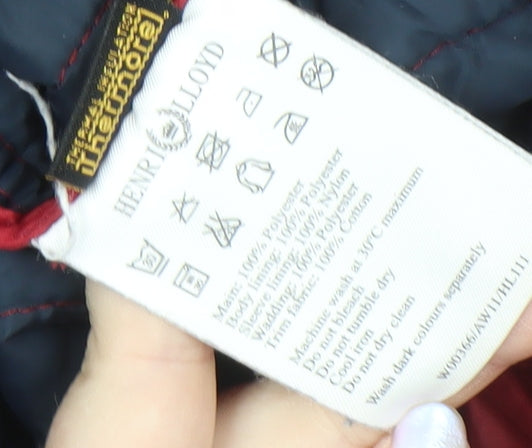 THERMAL INSULATION
Thermore
HENRI LLOYD
30
Main: 100% Polyester
Body lining: 100% Polyester
Sleeve lining: 100% Nylon
Wadding: 100% Polyester
Trim fabric: 100% Cotton
Machine wash at 30°C maximum
Do not bleach
Do not tumble dry
Cool iron
Do not dry clean
Wash dark colours separately
W00366/AW11/HL111